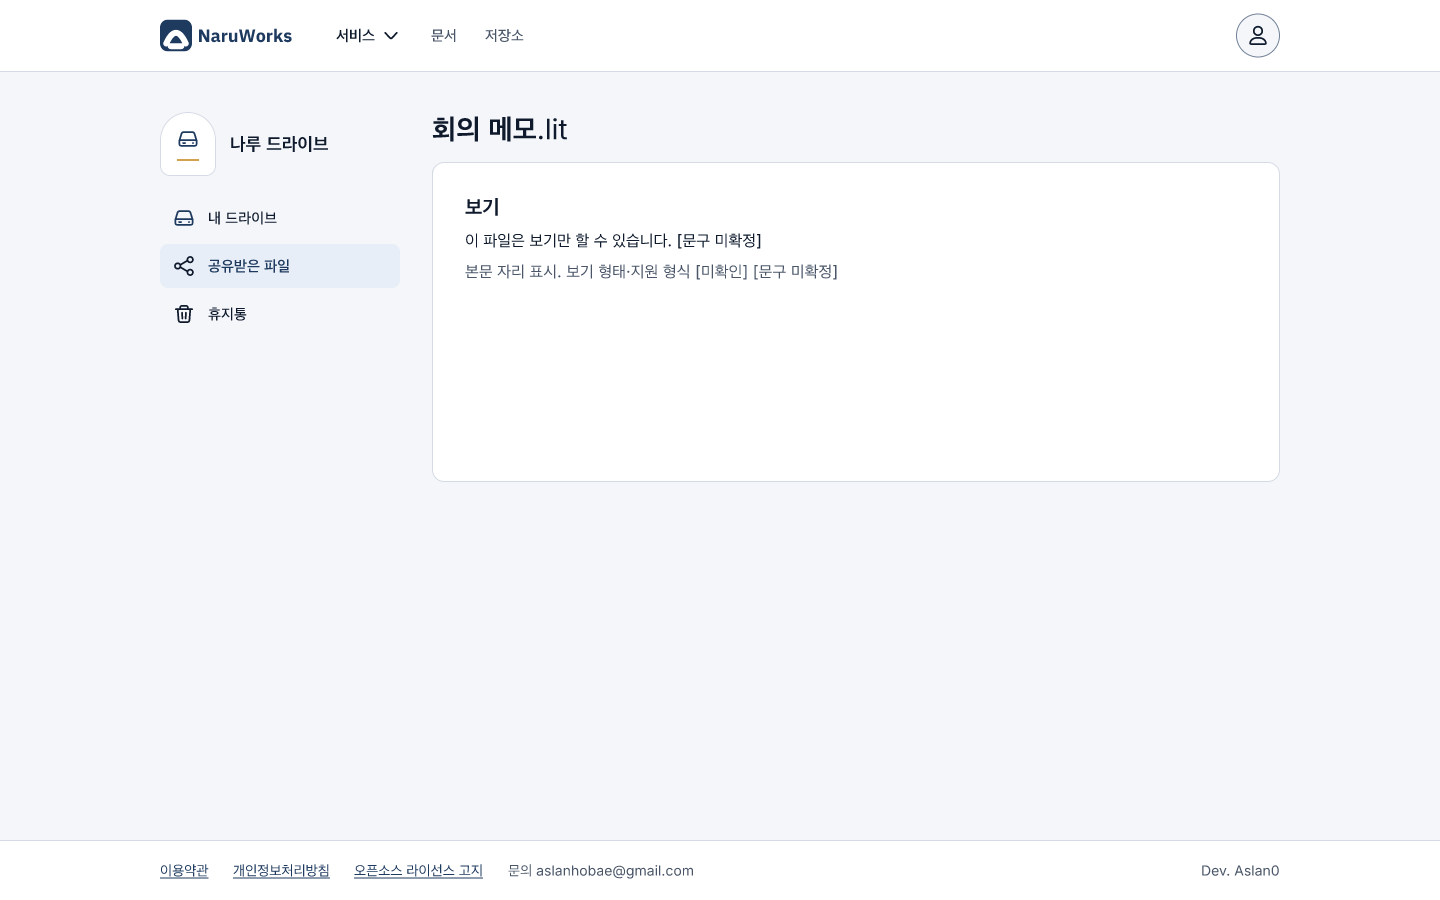 NaruWorks
서비스
문서
저장소
나루 드라이브
내 드라이브
공유받은 파일
휴지통
회의 메모.lit
보기
이 파일은 보기만 할 수 있습니다. [문구 미확정]
본문 자리 표시. 보기 형태·지원 형식 [미확인] [문구 미확정]
이용약관
개인정보처리방침
오픈소스 라이선스 고지
문의 aslanhobae@gmail.com
Dev. Aslan0